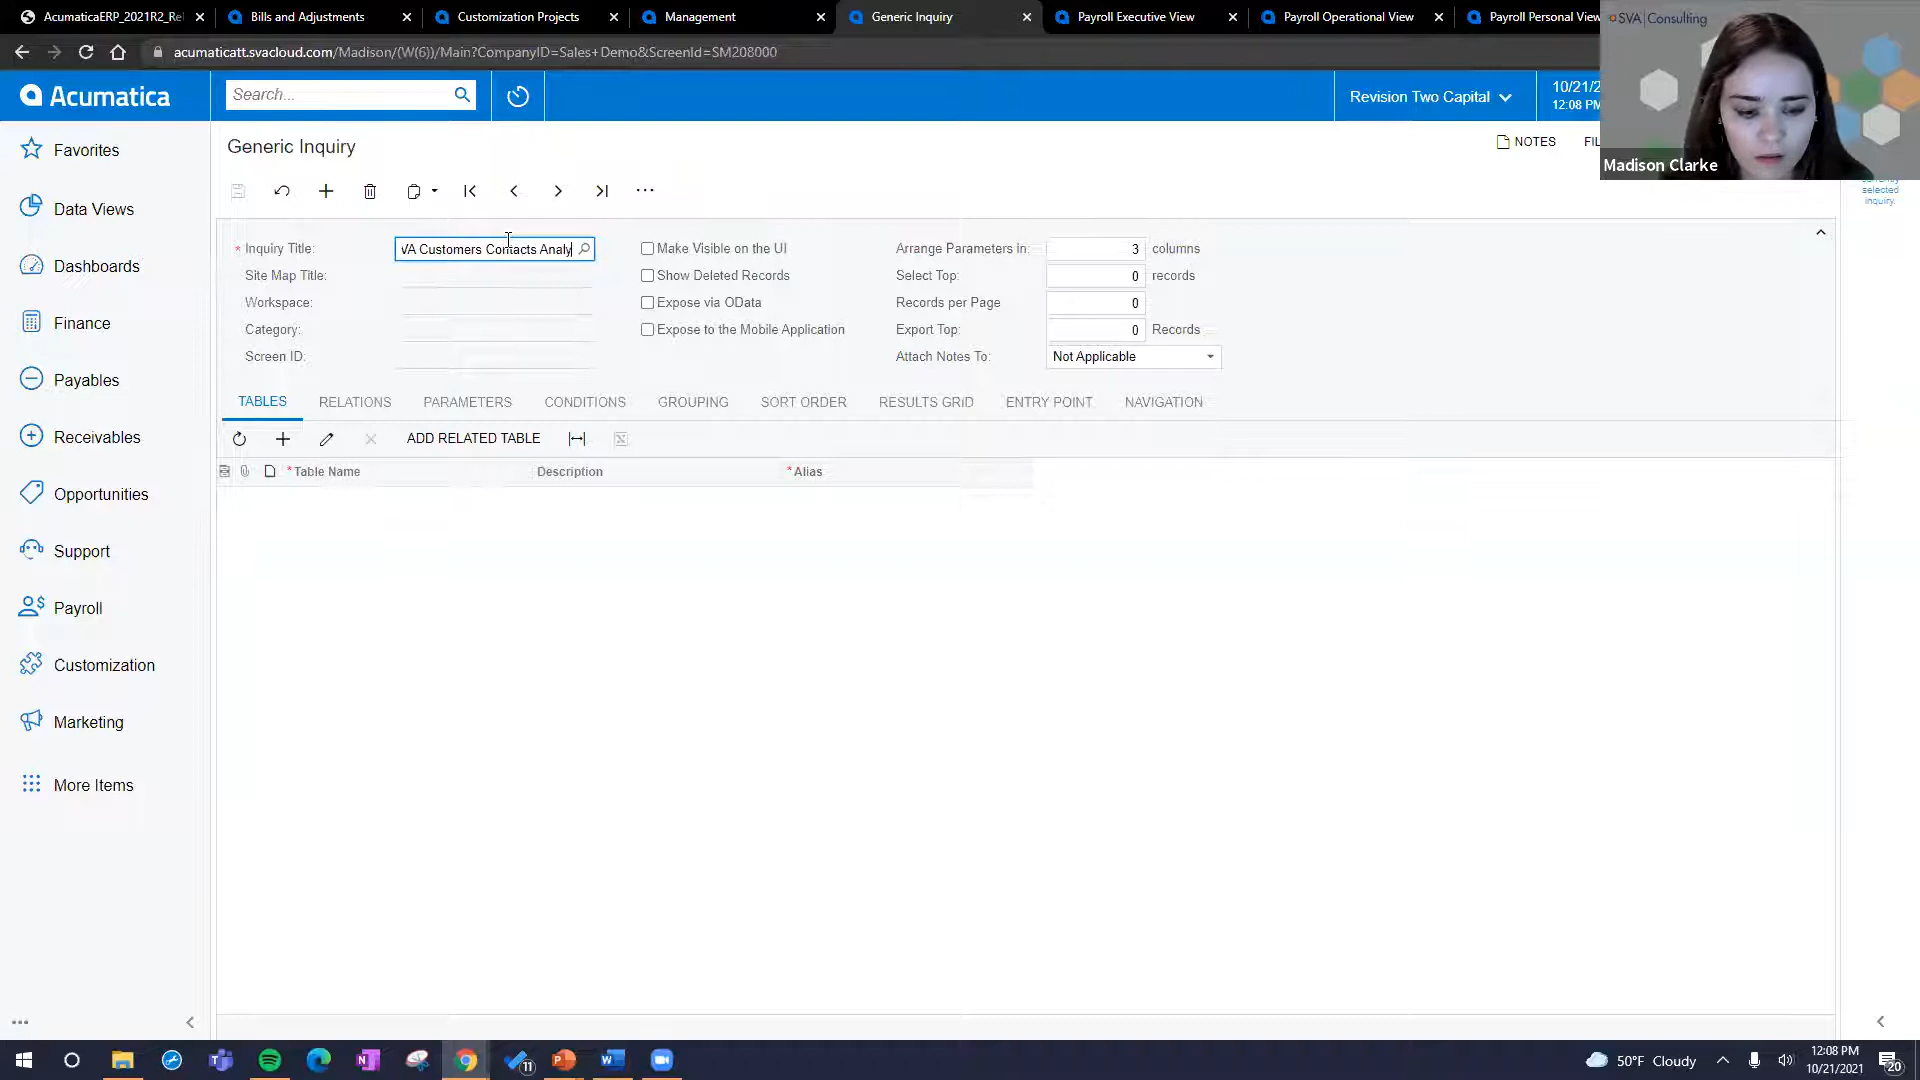 AcumaticaERP_2021R2_Rel
Bills and Adjustments
Customization Projects
Management
Generic Inquiry
Payroll Executive View
Payroll Operational View
Payroll Personal View
acumaticatt.svacloud.com/Madison/(W(6))/Main?CompanyID=Sales+Demo&ScreenId=SM208000
SVA | Consulting
Acumatica
Search...
Revision Two Capital
10/21/2
12:08 PM
Madison Clarke
Favorites
Data Views
Dashboards
Finance
Payables
Receivables
Opportunities
Support
Payroll
Customization
Marketing
More Items
Generic Inquiry
NOTES
FIL
currently
selected
inquiry.
* Inquiry Title: VA Customers Contacts Analy
Site Map Title:
Workspace:
Category:
Screen ID:
Make Visible on the UI
Show Deleted Records
Expose via OData
Expose to the Mobile Application
Arrange Parameters in: 3 columns
Select Top: 0 records
Records per Page 0
Export Top: 0 Records
Attach Notes To: Not Applicable
TABLES RELATIONS PARAMETERS CONDITIONS GROUPING SORT ORDER RESULTS GRID ENTRY POINT NAVIGATION
ADD RELATED TABLE
* Table Name Description * Alias
11
50°F Cloudy
12:08 PM
10/21/2021
20